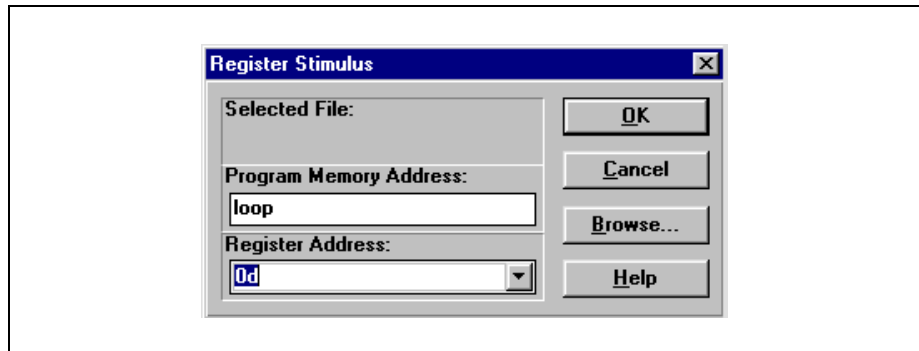 Register Stimulus
Selected File:
OK
Program Memory Address:
Cancel
loop
Browse...
Register Address:
0d
Help